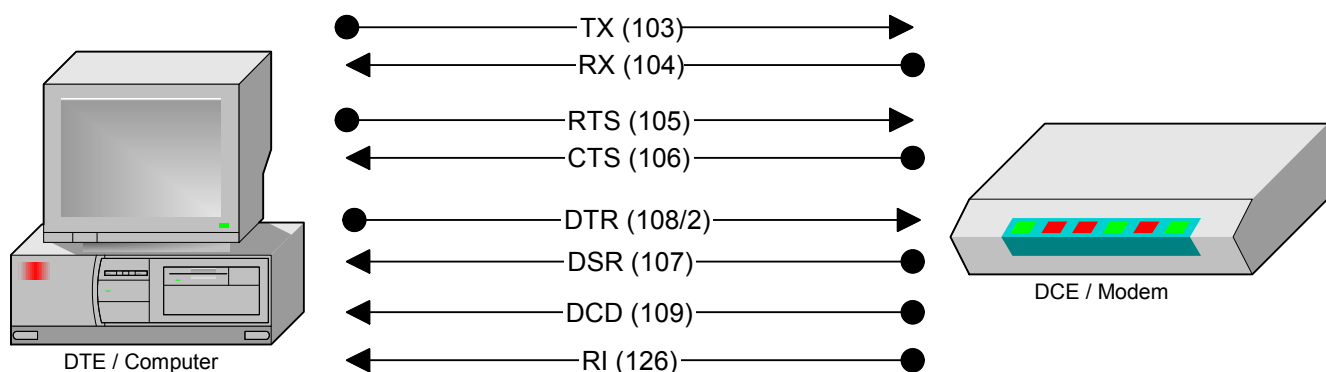 TX (103)
RX (104)
RTS (105)
CTS (106)
DTR (108/2)
DSR (107)
DCD (109)
RI (126)
DTE / Computer
DCE / Modem